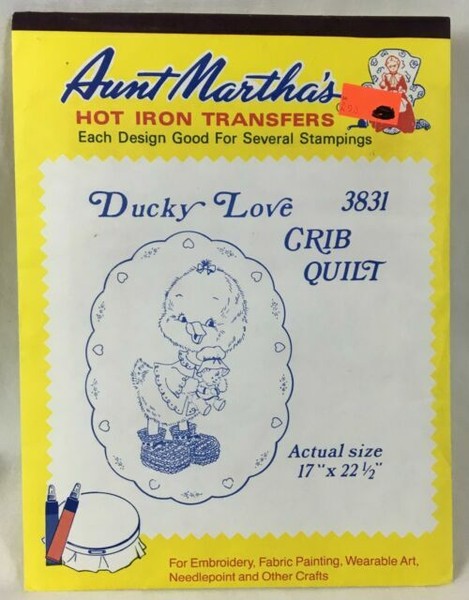 Aunt Martha's
HOT IRON TRANSFERS
Each Design Good For Several Stampings
Ducky Love
3831
CRIB
QUILT
Actual size
17" x 22 ½"
For Embroidery, Fabric Painting, Wearable Art,
Needlepoint and Other Crafts